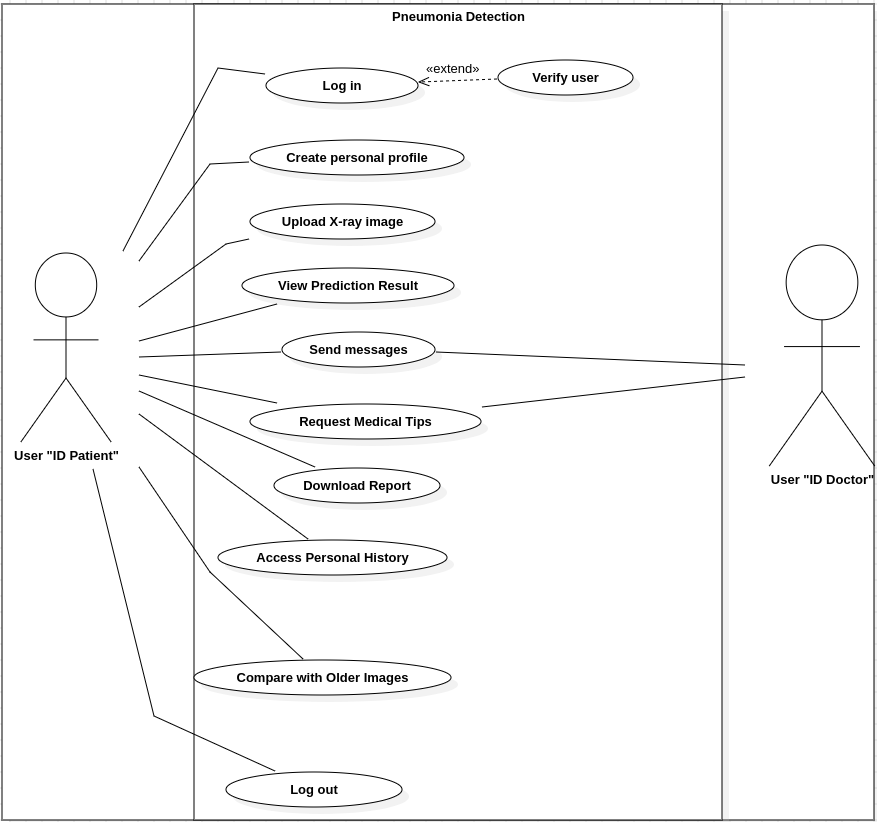 Pneumonia Detection
«extend»
Log in
Verify user
Create personal profile
Upload X-ray image
View Prediction Result
Send messages
Request Medical Tips
User "ID Patient"
User "ID Doctor"
Download Report
Access Personal History
Compare with Older Images
Log out